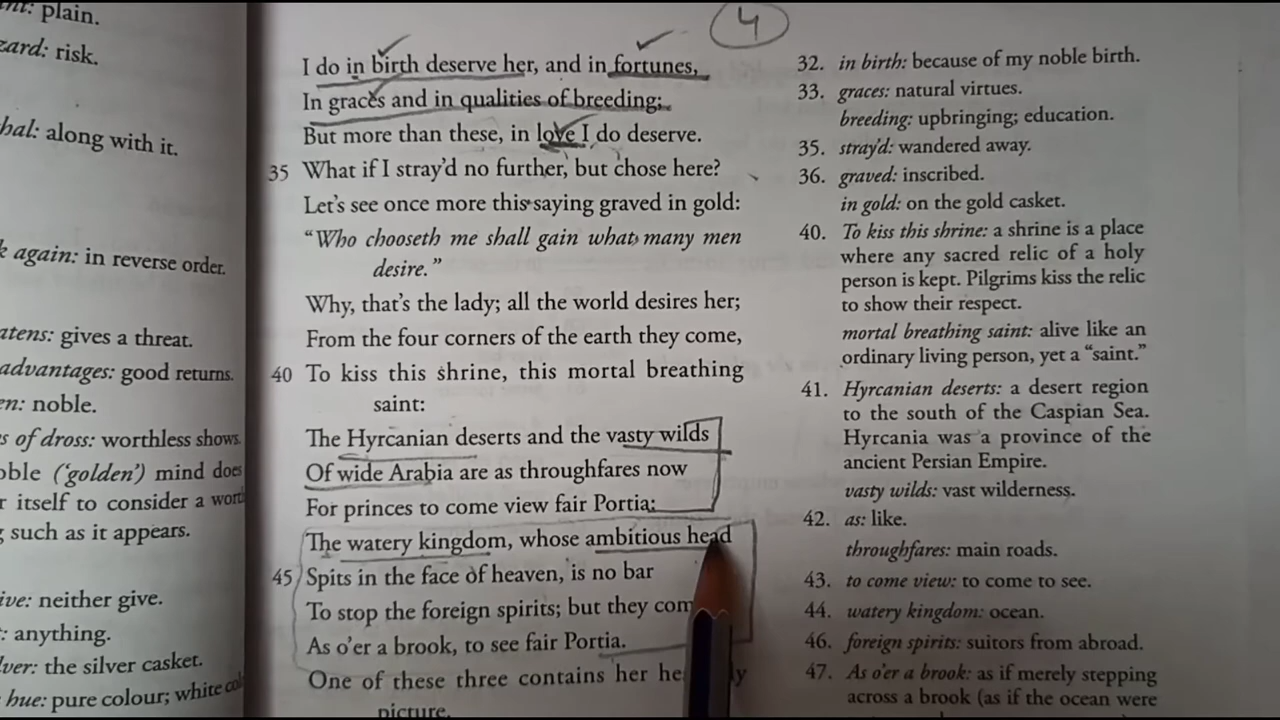 plain.
zard: risk.
hal: along with it.
again: in reverse order.
atens: gives a threat.
advantages: good returns.
en: noble.
s of dross: worthless shows.
oble ('golden') mind does
r itself to consider a
such as it appears.
ive: neither give.
: anything.
lver: the silver casket.
hue: pure colour; white
4
I do in birth deserve her, and in fortunes,
In graces and in qualities of breeding;
But more than these, in love I do deserve.
35 What if I stray'd no further, but chose here?
Let's see once more this saying graved in gold:
"Who chooseth me shall gain what many men
desire."
Why, that's the lady; all the world desires her;
From the four corners of the earth they come,
40 To kiss this shrine, this mortal breathing
saint:
The Hyrcanian deserts and the vasty wilds
Of wide Arabia are as throughfares now
For princes to come view fair Portia:
The watery kingdom, whose ambitious head
45 Spits in the face of heaven, is no bar
To stop the foreign spirits; but they com
As o'er a brook, to see fair Portia.
One of these three contains her
picture.
32. in birth: because of my noble birth.
33. graces: natural virtues.
breeding: upbringing; education.
35. stray'd: wandered away.
36. graved: inscribed.
in gold: on the gold casket.
40. To kiss this shrine: a shrine is a place
where any sacred relic of a holy
person is kept. Pilgrims kiss the relic
to show their respect.
mortal breathing saint: alive like an
ordinary living person, yet a "saint."
41. Hyrcanian deserts: a desert region
to the south of the Caspian Sea.
Hyrcania was a province of the
ancient Persian Empire.
vasty wilds: vast wilderness.
42. as: like.
throughfares: main roads.
43. to come view: to come to see.
44. watery kingdom: ocean.
46. foreign spirits: suitors from abroad.
47. As o'er a brook: as if merely stepping
across a brook (as if the ocean were